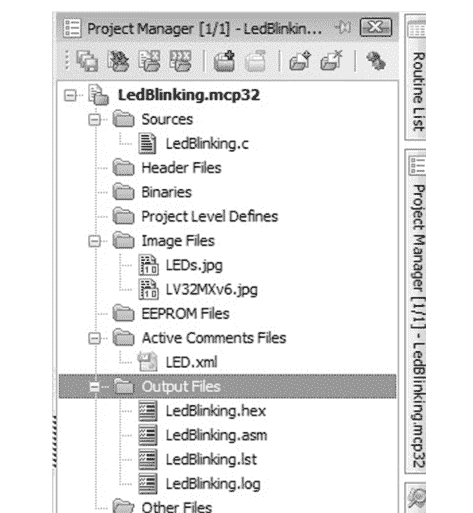 Project Manager [1/1] - LedBlinkin...
LedBlinking.mcp32
Sources
LedBlinking.c
Header Files
Binaries
Project Level Defines
Image Files
LEDs.jpg
LV32MXv6.jpg
EEPROM Files
Active Comments Files
LED.xml
Output Files
LedBlinking.hex
LedBlinking.asm
LedBlinking.lst
LedBlinking.log
Other Files
Routine List
Project Manager [1/1] - LedBlinking.mcp32